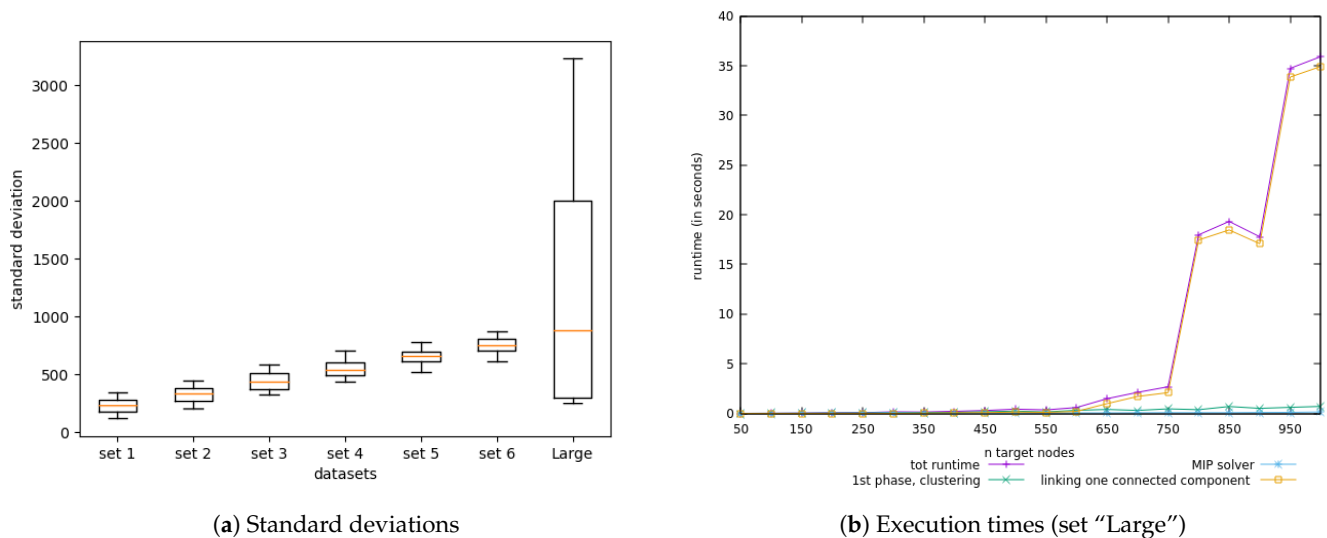 3000
2500
2000
1500
1000
500
0
standard deviation
set 1 set 2 set 3 set 4 set 5 set 6 Large
datasets
(a) Standard deviations
40
35
30
25
20
15
10
5
0
runtime (in seconds)
50 150 250 350 450 550 650 750 850 950
n target nodes
tot runtime MIP solver
1st phase, clustering linking one connected component
(b) Execution times (set “Large”)